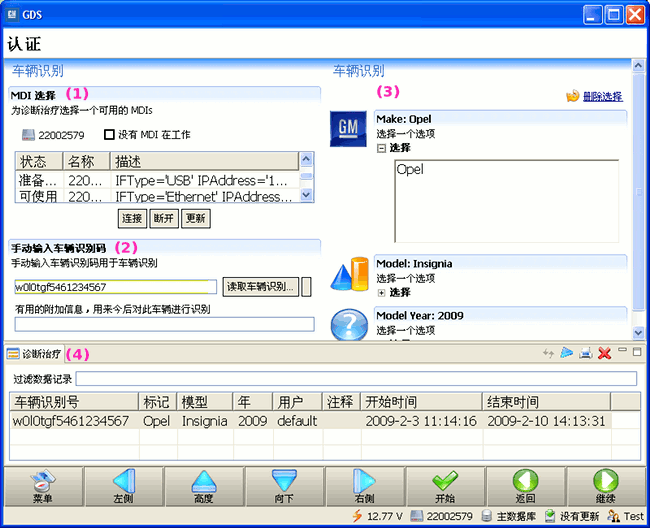 GDS
认证
车辆识别
MDI 选择 (1)
为诊断治疗选择一个可用的 MDIs
22002579 没有 MDI 在工作
状态 名称 描述
准备... 220... IFType='USB' IPAddress='1...
可使用 220... IFType='Ethernet' IPAddress...
连接 断开 更新
手动输入车辆识别码 (2)
手动输入车辆识别码用于车辆识别
w0l0tgf5461234567 读取车辆识别...
有用的附加信息，用来今后对此车辆进行识别
车辆识别
(3)
删除选择
GM
Make: Opel
选择一个选项
选择
Opel
Model: Insignia
选择一个选项
选择
Model Year: 2009
选择一个选项
诊断治疗 (4)
过滤数据记录
车辆识别号 标记 模型 年 用户 注释 开始时间 结束时间
w0l0tgf5461234567 Opel Insignia 2009 default 2009-2-3 11:14:16 2009-2-10 14:13:31
菜单 左侧 高度 向下 右侧 开始 返回 继续
12.77 V 22002579 主数据库 没有更新 Test